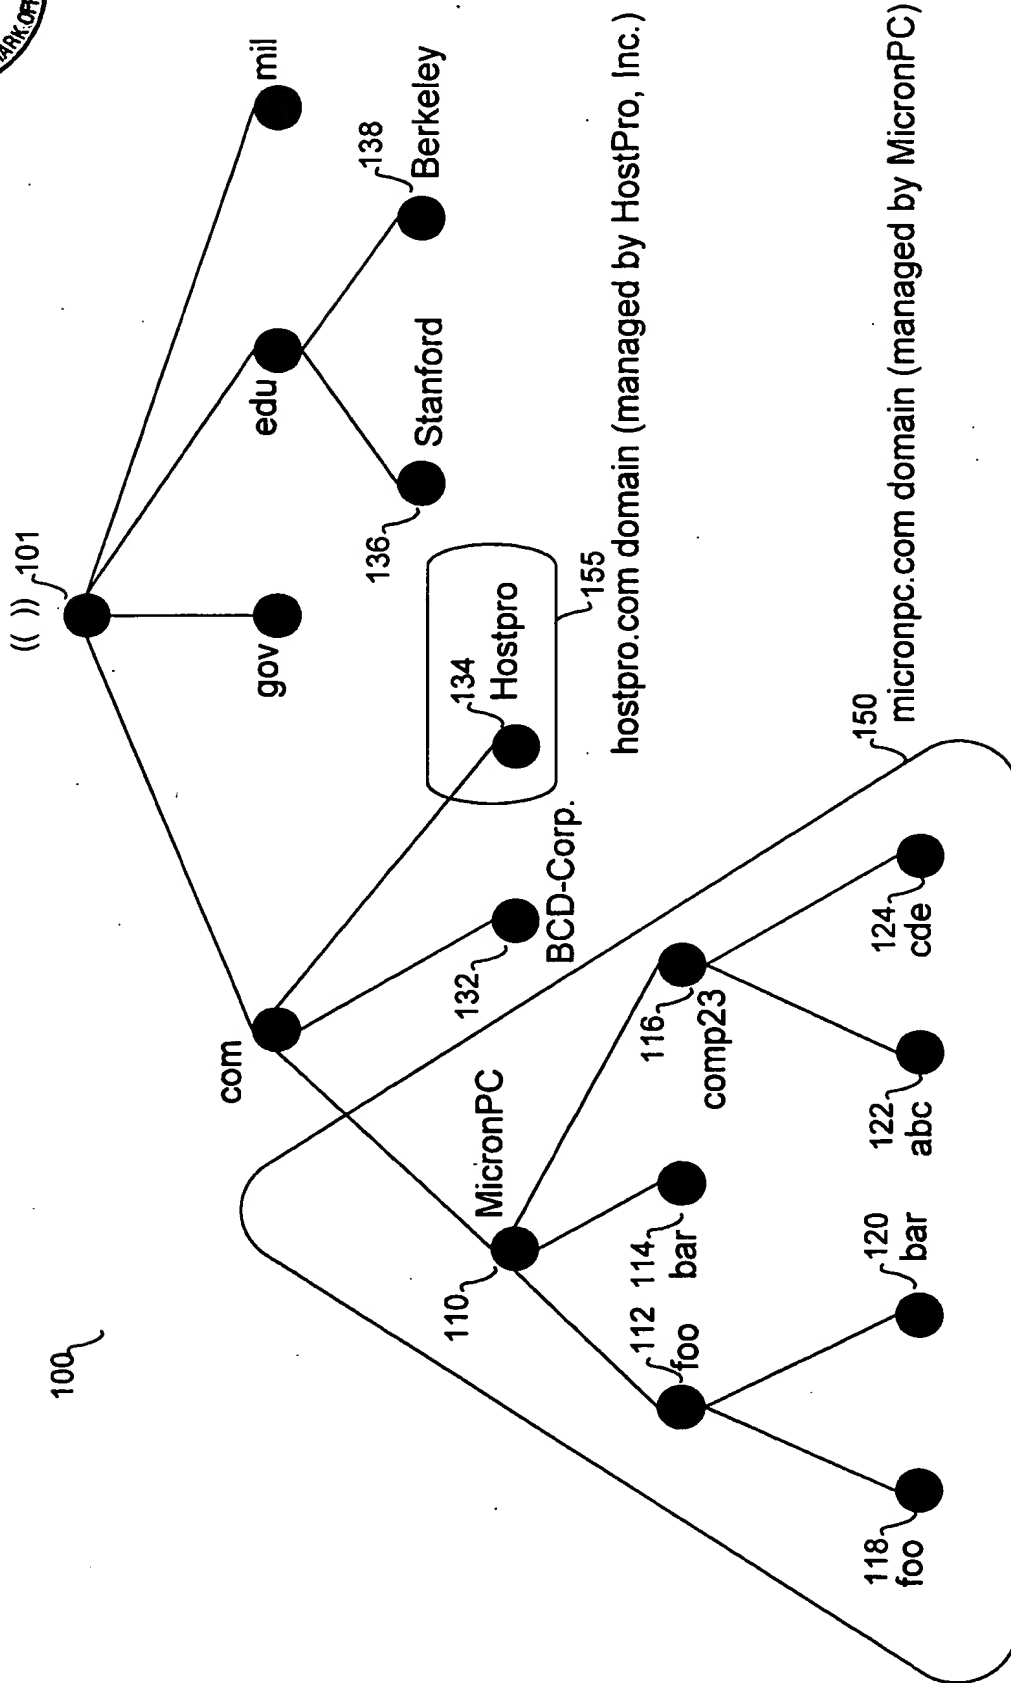 100
(( ))
101
com
gov
edu
mil
110
MicronPC
132
BCD-Corp.
134
Hostpro
155
136
Stanford
138
Berkeley
hostpro.com domain (managed by HostPro, Inc.)
112
foo
114
bar
116
comp23
150
micronpc.com domain (managed by MicronPC)
118
foo
120
bar
122
abc
124
cde